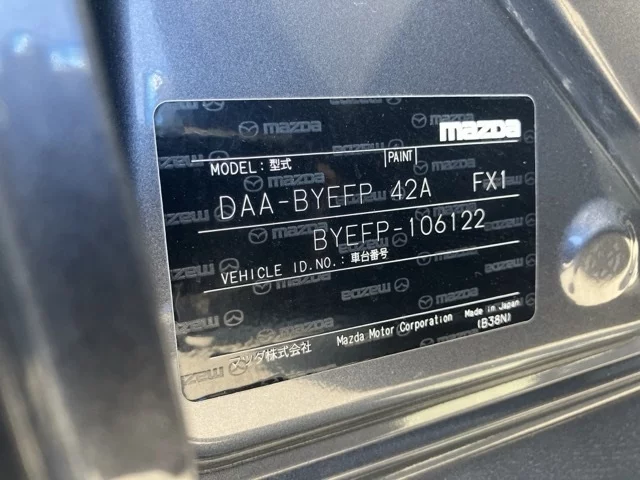 mazda
MODEL:型式 PAINT
DAA-BYEFP 42A FX1
BYEFP-106122
VEHICLE ID.NO.:車台番号
マツダ株式会社 Mazda Motor Corporation Made in Japan
(B38N)